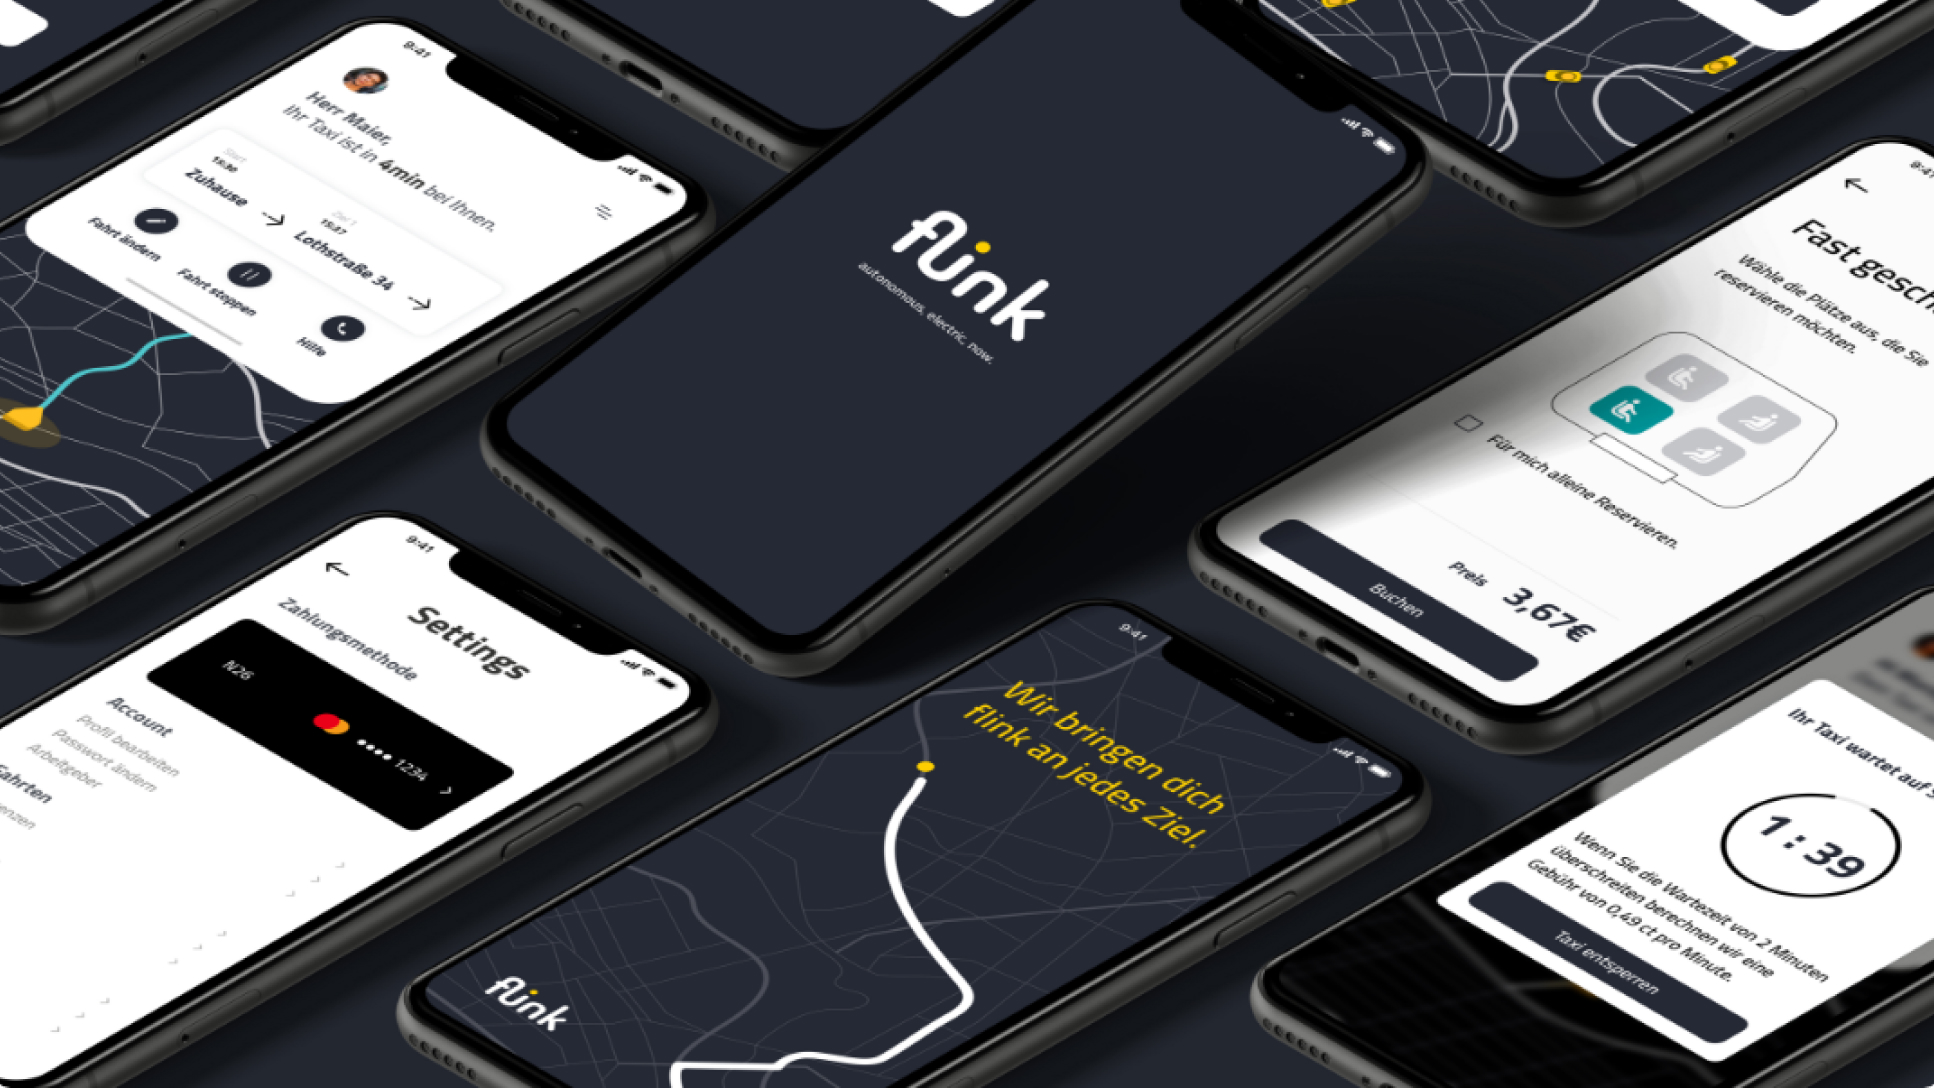 9:41
Herr Maier,
Ihr Taxi ist in 4min bei Ihnen.
Start
15:30
Zuhause
Ziel 1
15:37
Lothstraße 34
Fahrt ändern
Fahrt stoppen
Hilfe
flink
autonomous, electric, now.
9:41
Fast gesch
Wähle die Plätze aus, die Sie
reservieren möchten.
Für mich alleine Reservieren.
Preis 3,67€
Buchen
9:41
Settings
Zahlungsmethode
N26
•••• 1234
Account
Profil bearbeiten
Passwort ändern
Arbeitgeber
ahrten
enzen
9:41
Wir bringen dich
flink an jedes Ziel.
flink
Ihr Taxi wartet auf S
1:39
Wenn Sie die Wartezeit von 2 Minuten
überschreiten berechnen wir eine
Gebühr von 0,49 ct pro Minute.
Taxi entsperren